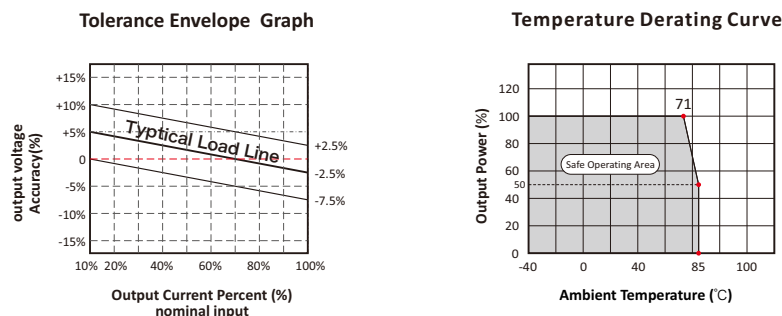 Tolerance Envelope Graph
+15%
+10%
+5%
0
-5%
-10%
-15%
output voltage
Accuracy(%)
Typtical Load Line
+2.5%
-2.5%
-7.5%
10% 20% 40% 60% 80% 100%
Output Current Percent (%)
nominal input
Temperature Derating Curve
120
100
80
60
50
40
20
0
Output Power (%)
71
Safe Operating Area
-40 0 40 85 100
Ambient Temperature (℃)